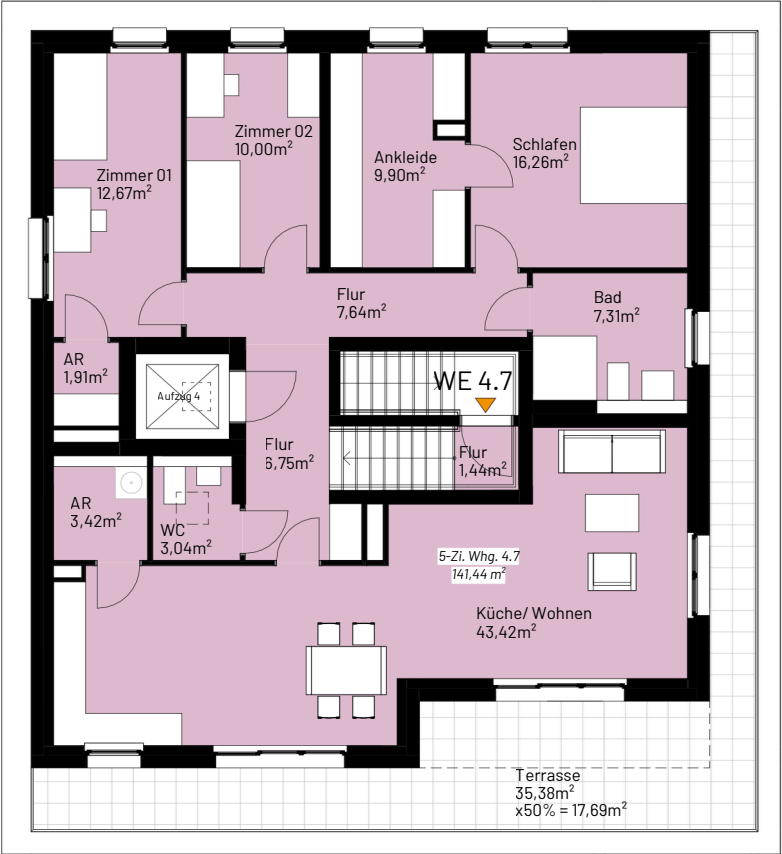 Zimmer 01
12,67m²
Zimmer 02
10,00m²
Ankleide
9,90m²
Schlafen
16,26m²
Flur
7,64m²
Bad
7,31m²
AR
1,91m²
Aufzug 4
WE 4.7
Flur
6,75m²
Flur
1,44m²
AR
3,42m²
WC
3,04m²
5-Zi. Whg. 4.7
141,44 m²
Küche/ Wohnen
43,42m²
Terrasse
35,38m²
x50% = 17,69m²